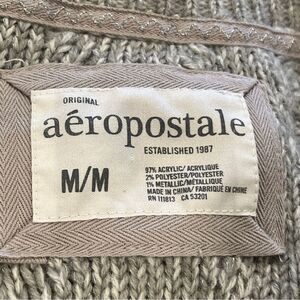 ORIGINAL
aéropostale
ESTABLISHED 1987
M/M
97% ACRYLIC/ ACRYLIQUE
2% POLYESTER/POLYESTER
1% METALLIC/MÉTALLIQUE
MADE IN CHINA/ FABRIQUÉ EN CHINE
RN 111813 CA 53201